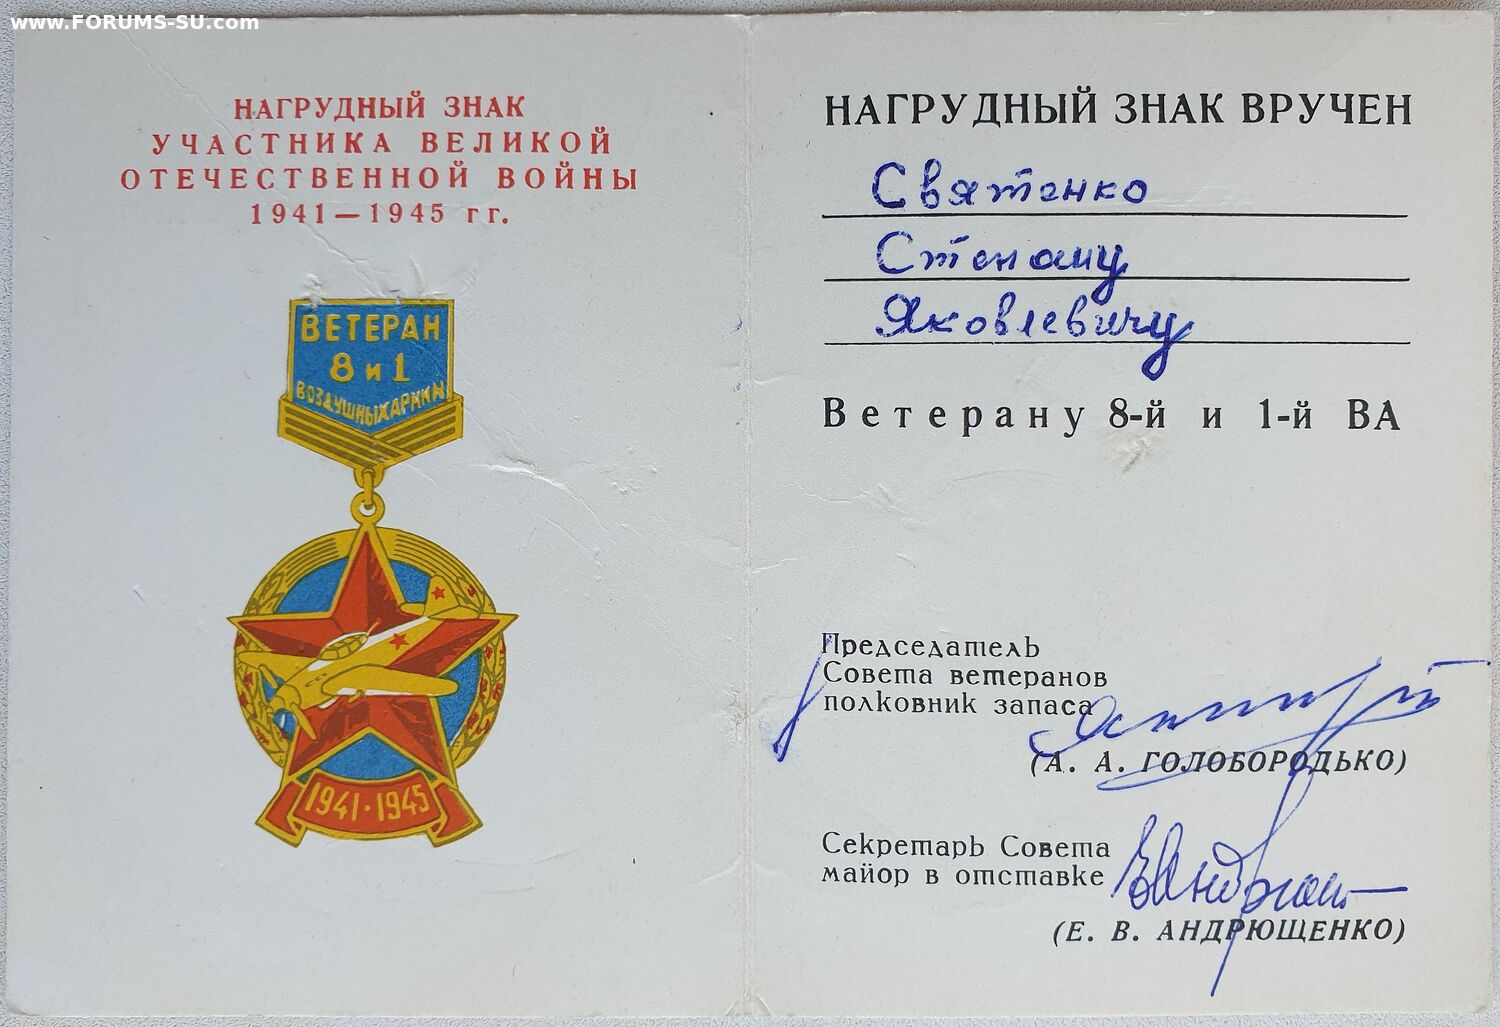 www.FORUMS-SU.com
НАГРУДНЫЙ ЗНАК
УЧАСТНИКА ВЕЛИКОЙ
ОТЕЧЕСТВЕННОЙ ВОЙНЫ
1941—1945 гг.
ВЕТЕРАН
8 и 1
ВОЗДУШНЫХ АРМИЙ
1941·1945
НАГРУДНЫЙ ЗНАК ВРУЧЕН
Святенко
Степану
Яковлевичу
Ветерану 8-й и 1-й ВА
Председатель
Совета ветеранов
полковник запаса
(А. А. ГОЛОБОРОДЬКО)
Секретарь Совета
майор в отставке
(Е. В. АНДРЮЩЕНКО)